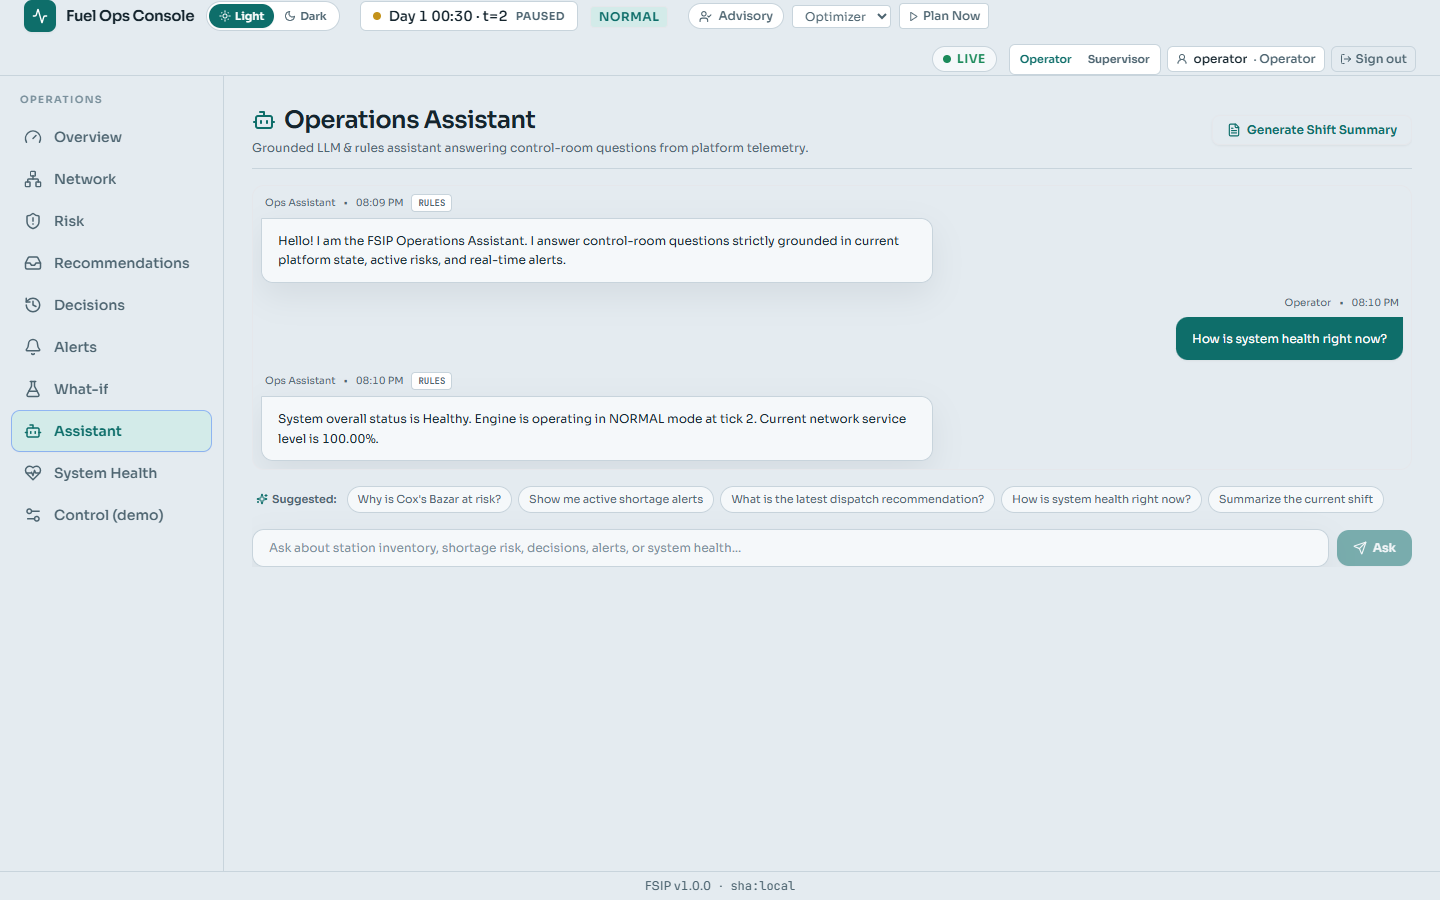 Fuel Ops Console
Light
Dark
Day 1 00:30 · t=2 PAUSED
NORMAL
Advisory
Optimizer
Plan Now
LIVE
Operator
Supervisor
operator · Operator
Sign out
OPERATIONS
Overview
Network
Risk
Recommendations
Decisions
Alerts
What-if
Assistant
System Health
Control (demo)
Operations Assistant
Grounded LLM & rules assistant answering control-room questions from platform telemetry.
Generate Shift Summary
Ops Assistant • 08:09 PM RULES
Hello! I am the FSIP Operations Assistant. I answer control-room questions strictly grounded in current
platform state, active risks, and real-time alerts.
Operator • 08:10 PM
How is system health right now?
Ops Assistant • 08:10 PM RULES
System overall status is Healthy. Engine is operating in NORMAL mode at tick 2. Current network service
level is 100.00%.
Suggested:
Why is Cox's Bazar at risk?
Show me active shortage alerts
What is the latest dispatch recommendation?
How is system health right now?
Summarize the current shift
Ask about station inventory, shortage risk, decisions, alerts, or system health...
Ask
FSIP v1.0.0 · sha:local